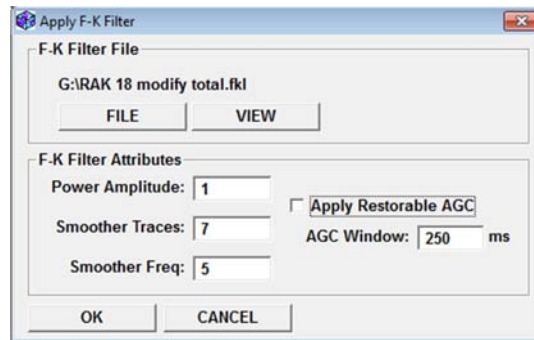 Apply F-K Filter
F-K Filter File
G:\RAK 18 modify total.fkl
FILE VIEW
F-K Filter Attributes
Power Amplitude: 1
Apply Restorable AGC
Smoother Traces: 7
AGC Window: 250 ms
Smoother Freq: 5
OK CANCEL